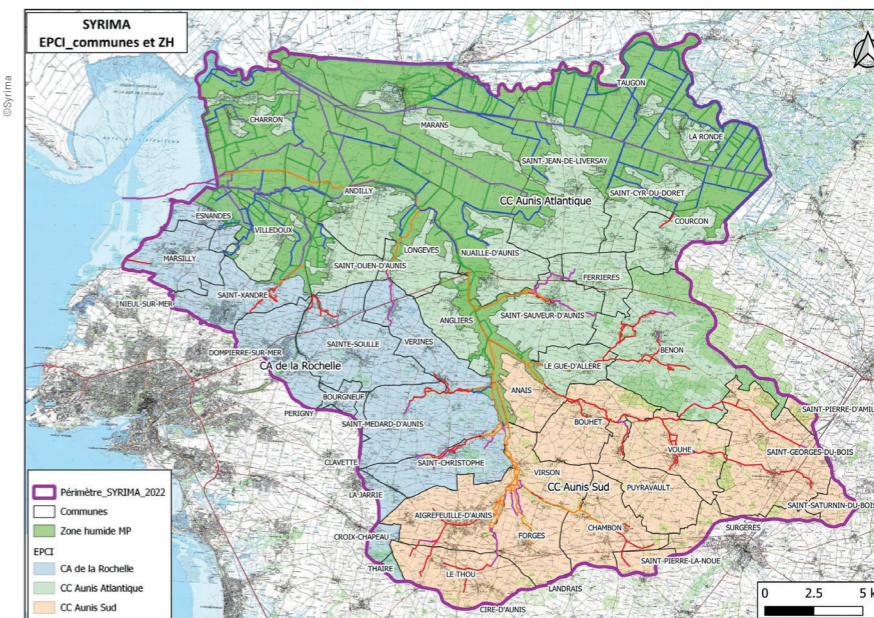 SYRIMA
EPCI_communes et ZH
©Syrima
TAUGON
CHARRON
MARANS
LA RONDE
SAINT-JEAN-DE-LIVERSAY
ANDILLY
SAINT-CYR-DU-DORET
CC Aunis Atlantique
ESNANDES
COURCON
VILLEDOUX
LONGEVES
NUAILLE-D'AUNIS
MARSILLY
SAINT-OUEN-D'AUNIS
FERRIERES
SAINT-XANDRE
NIEUL-SUR-MER
ANGLIERS
SAINT-SAUVEUR-D'AUNIS
SAINTE-SOULLE
VERINES
BENON
DOMPIERRE-SUR-MER
CA de la Rochelle
LE GUE-D'ALLERE
ANAIS
BOURGNEUF
PERIGNY
SAINT-PIERRE-D'AMIL
SAINT-MEDARD-D'AUNIS
BOUHET
VOUHE
SAINT-GEORGES-DU-BOIS
CLAVETTE
SAINT-CHRISTOPHE
VIRSON
CC Aunis Sud
PUYRAVAULT
LA JARRIE
SAINT-SATURNIN-DU-BOIS
AIGREFEUILLE-D'AUNIS
CHAMBON
SURGERES
CROIX-CHAPEAU
FORGES
SAINT-PIERRE-LA-NOUE
THAIRE
LE THOU
LANDRAIS
CIRE-D'AUNIS
Périmètre_SYRIMA_2022
Communes
Zone humide MP
EPCI
CA de la Rochelle
CC Aunis Atlantique
CC Aunis Sud
0 2.5 5 k